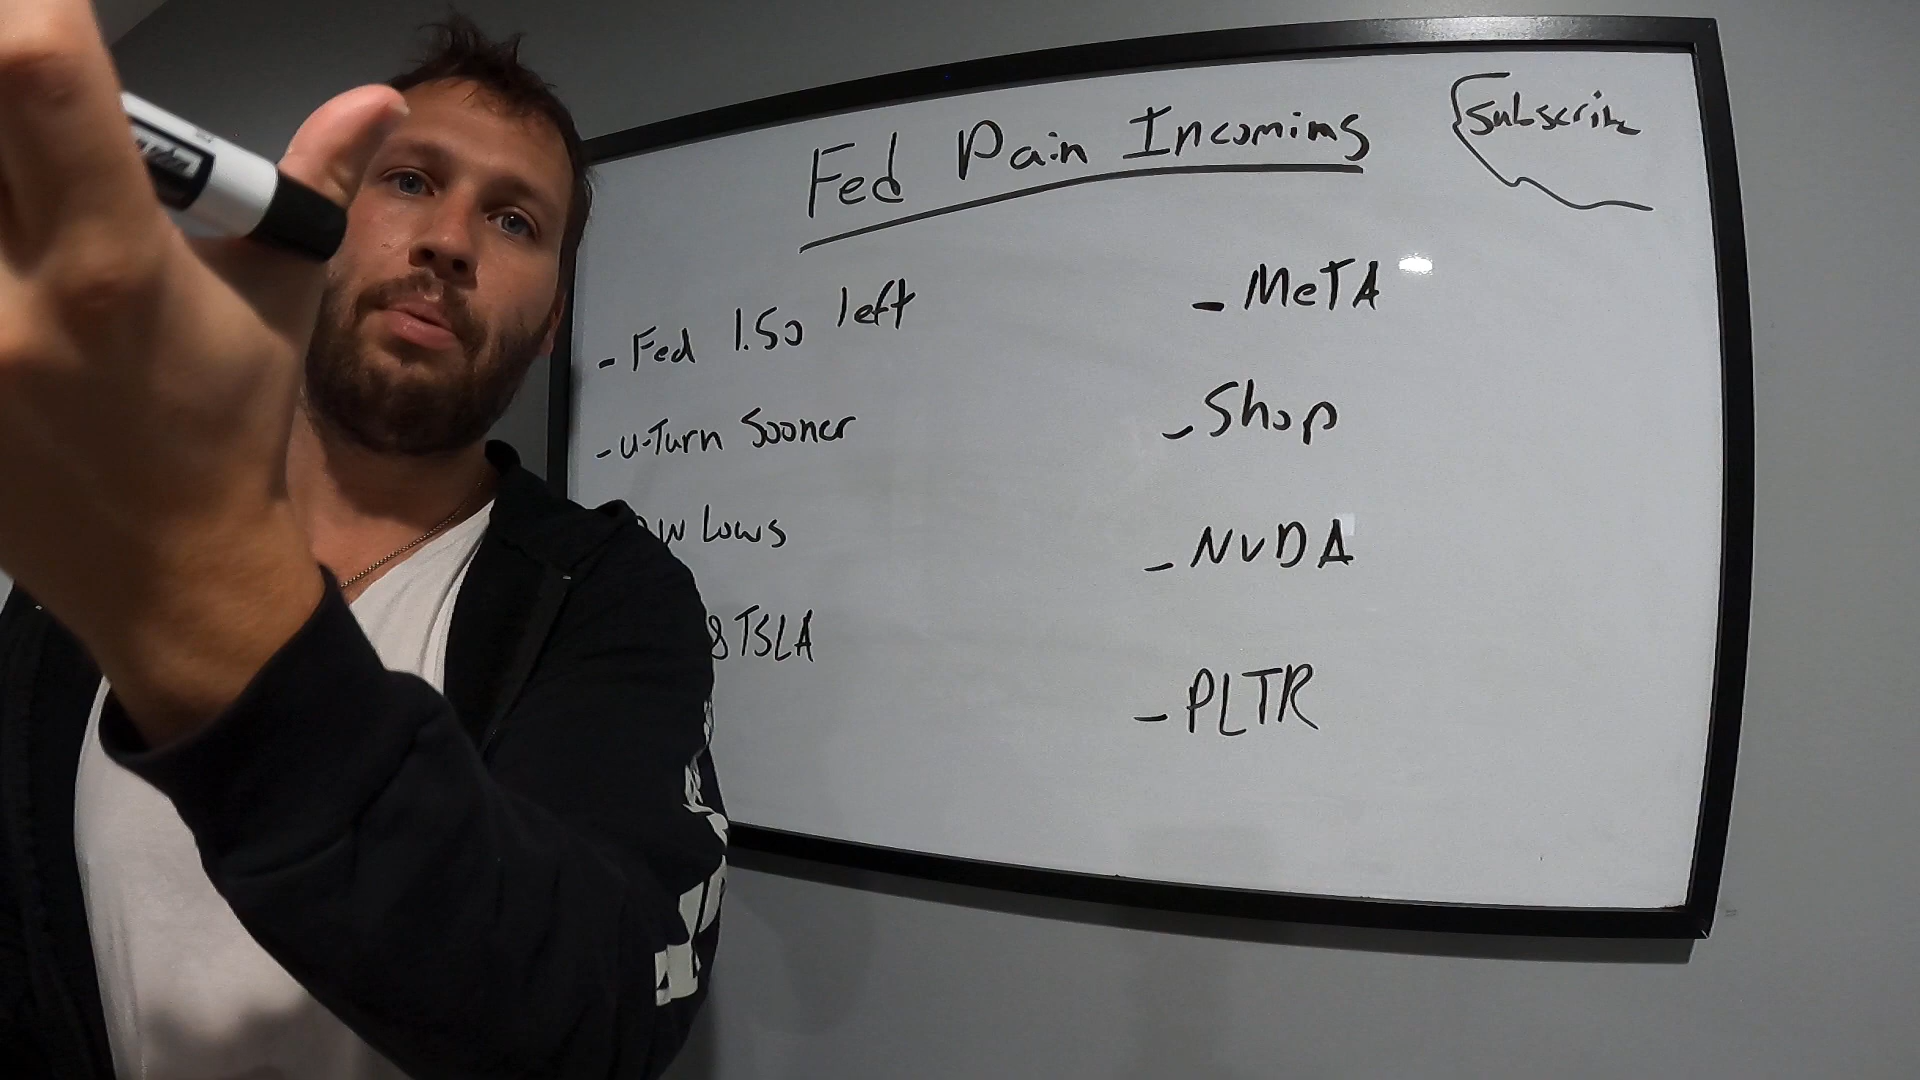 Fed Pain Incoming
Subscribe
- Fed 1.50 left
- u-Turn Sooner
Lows
& TSLA
- MeTA
- Shop
- NVDA
- PLTR